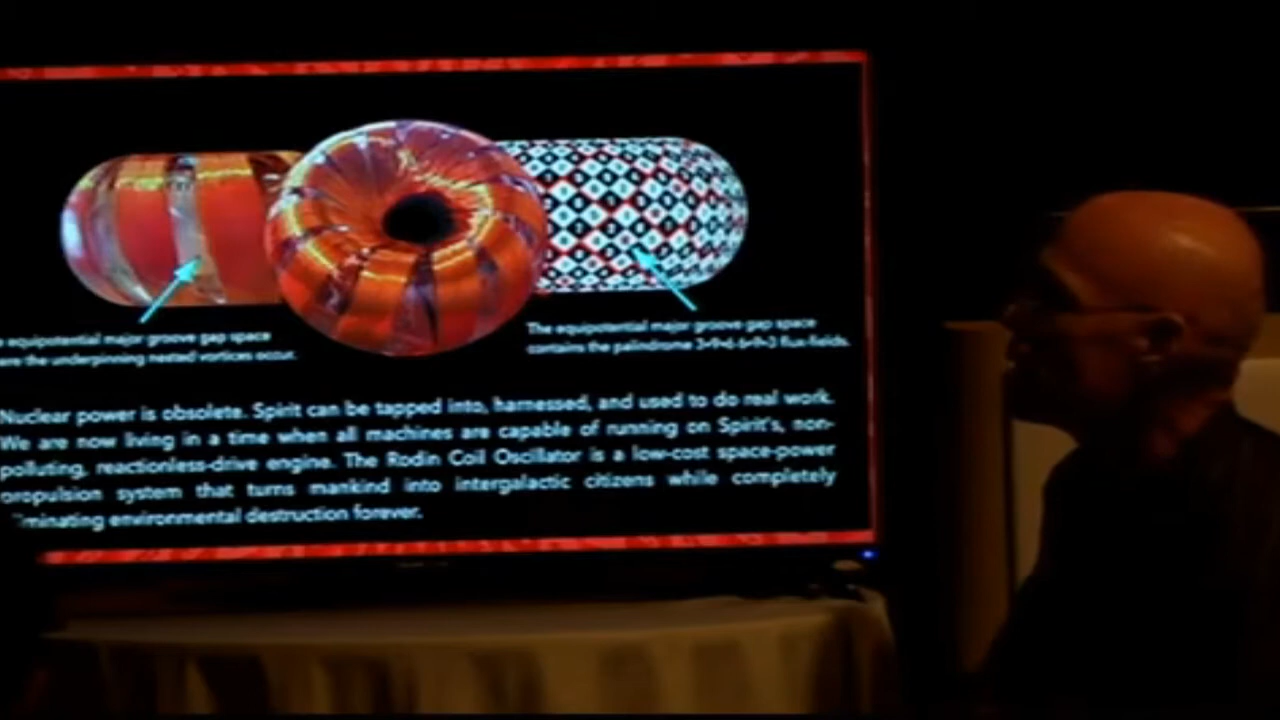 equipotential major groove gap space
the underpinning nested vortices occur.
The equipotential major groove gap space
contains the palindrome 3-9-6 6-9-3 flux-fields.
Nuclear power is obsolete. Spirit can be tapped into, harnessed, and used to do real work.
We are now living in a time when all machines are capable of running on Spirit's, non-
polluting, reactionless-drive engine. The Rodin Coil Oscillator is a low-cost space-power
propulsion system that turns mankind into intergalactic citizens while completely
environmental destruction forever.